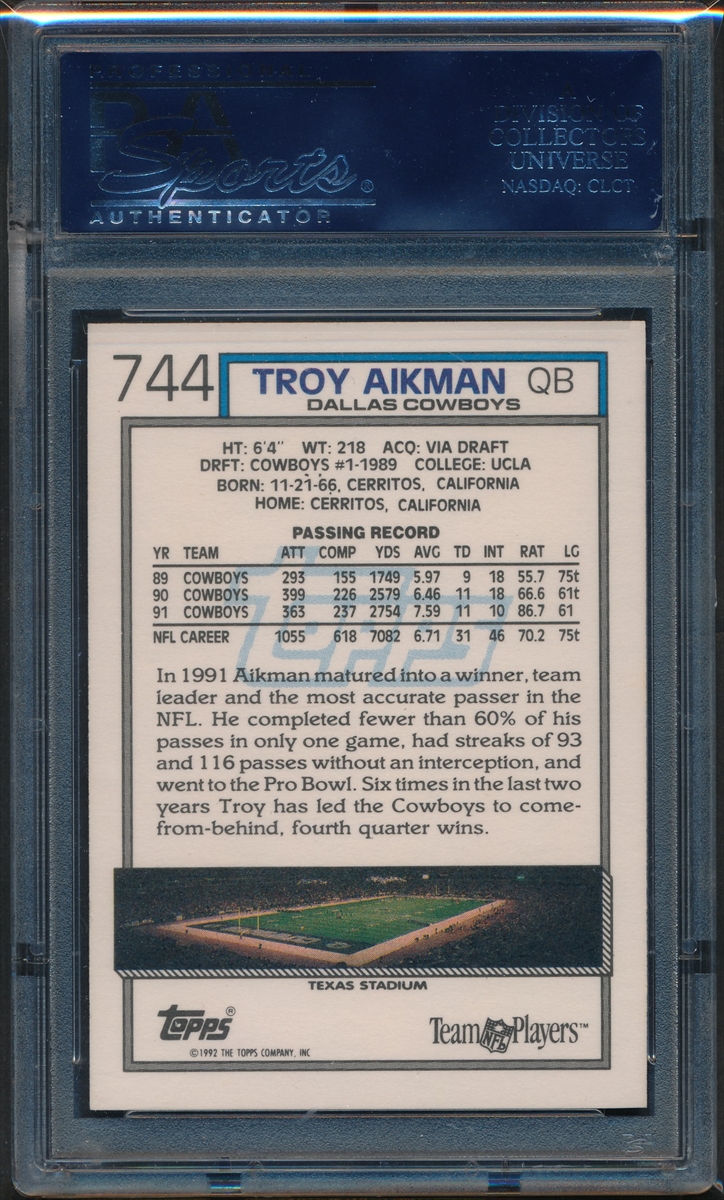 PROFESSIONAL
PSA
Sports®
AUTHENTICATOR
A
DIVISION OF
COLLECTORS
UNIVERSE
NASDAQ: CLCT
744 TROY AIKMAN QB
DALLAS COWBOYS
HT: 6'4" WT: 218 ACQ: VIA DRAFT
DRFT: COWBOYS #1-1989 COLLEGE: UCLA
BORN: 11-21-66, CERRITOS, CALIFORNIA
HOME: CERRITOS, CALIFORNIA
PASSING RECORD
YR TEAM ATT COMP YDS AVG TD INT RAT LG
89 COWBOYS 293 155 1749 5.97 9 18 55.7 75t
90 COWBOYS 399 226 2579 6.46 11 18 66.6 61t
91 COWBOYS 363 237 2754 7.59 11 10 86.7 61
NFL CAREER 1055 618 7082 6.71 31 46 70.2 75t
Topps
In 1991 Aikman matured into a winner, team
leader and the most accurate passer in the
NFL. He completed fewer than 60% of his
passes in only one game, had streaks of 93
and 116 passes without an interception, and
went to the Pro Bowl. Six times in the last two
years Troy has led the Cowboys to come-
from-behind, fourth quarter wins.
TEXAS STADIUM
Topps®
©1992 THE TOPPS COMPANY, INC
Team NFL Players™